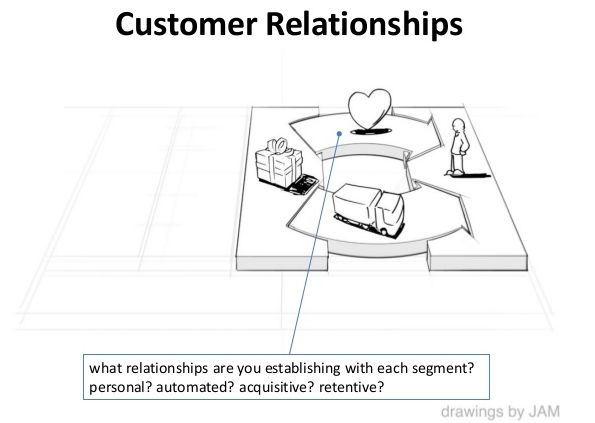 Customer Relationships
what relationships are you establishing with each segment?
personal? automated? acquisitive? retentive?
drawings by JAM